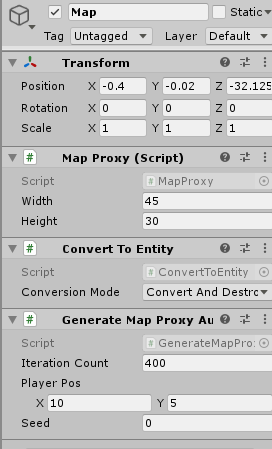 Map Static
Tag Untagged Layer Default
Transform
Position X -0.4 Y -0.02 Z -32.125
Rotation X 0 Y 0 Z 0
Scale X 1 Y 1 Z 1
# Map Proxy (Script)
Script # MapProxy
Width 45
Height 30
# Convert To Entity
Script # ConvertToEntity
Conversion Mode Convert And Destro
# Generate Map Proxy Au
Script # GenerateMapPro
Iteration Count 400
Player Pos
X 10 Y 5
Seed 0